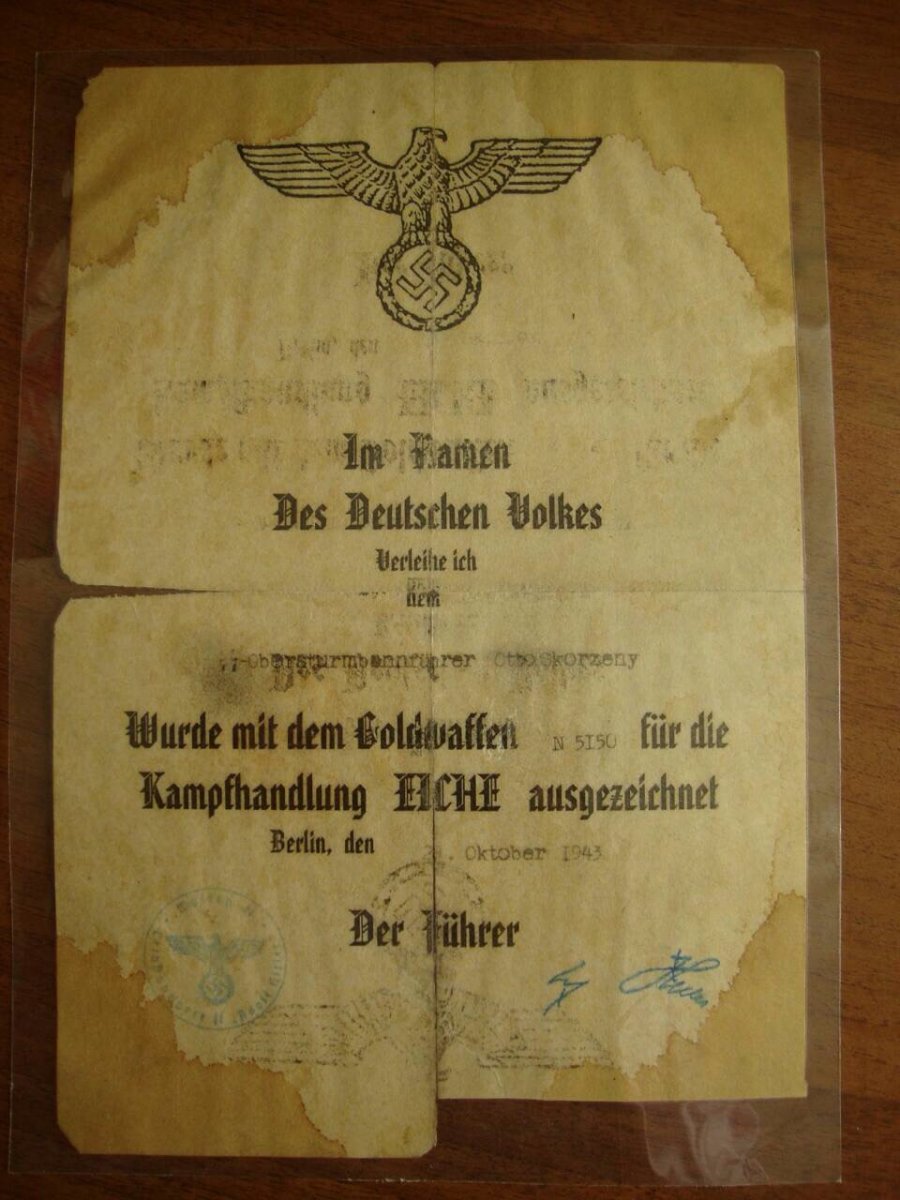 Im Namen
Des Deutschen Volkes
Verleihe ich
dem
-Obersturmbannführer Otto Skorzeny
Wurde mit dem Goldwaffen N 5I50 für die
Kampfhandlung EICHE ausgezeichnet
Berlin, den . Oktober 1943
Der Führer